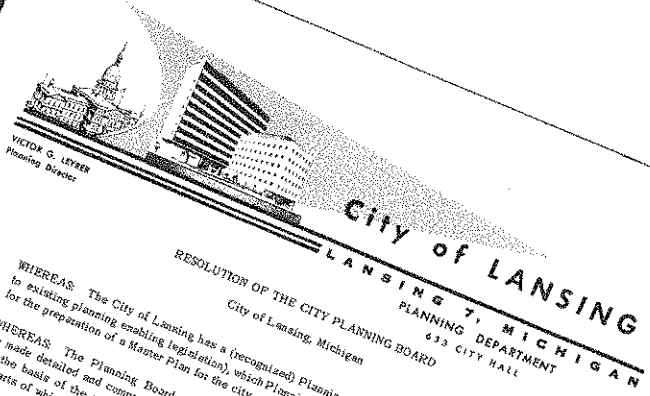 VICTOR G. LEYRER
Planning Director
City of LANSING
LANSING 7, MICHIGAN
PLANNING DEPARTMENT
633 CITY HALL
RESOLUTION OF THE CITY PLANNING BOARD
City of Lansing, Michigan
WHEREAS: The City of Lansing has a (recognized)
to existing planning enabling legislation), which
for the preparation of a Master Plan for the city
WHEREAS: The Planning Board
made detailed and
the basis of the